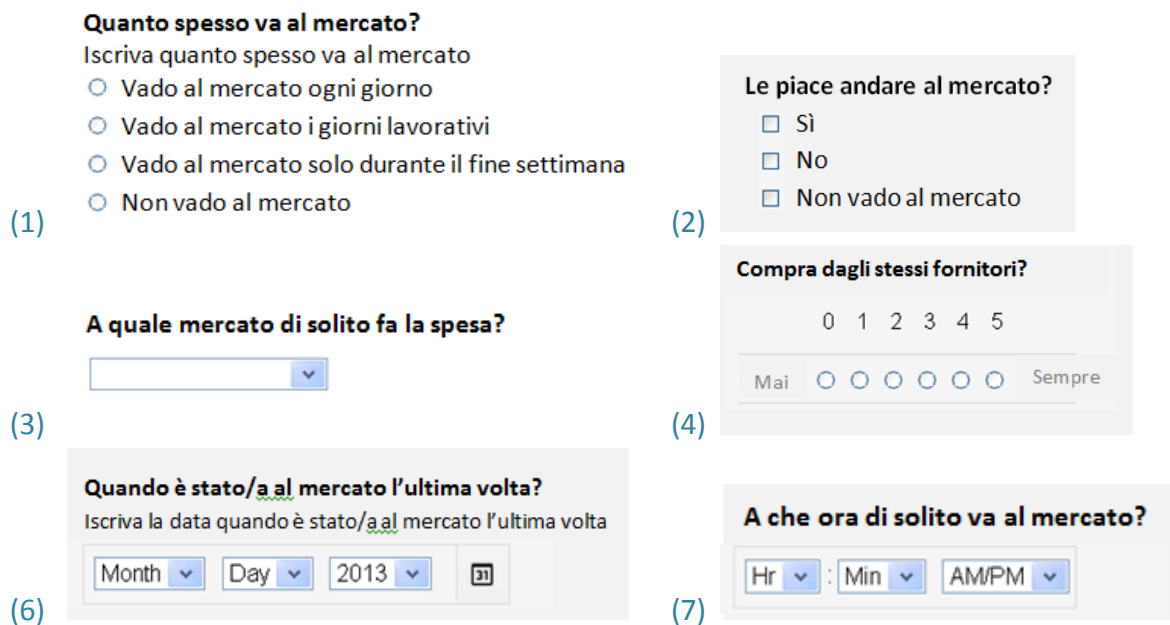 Quanto spesso va al mercato?
Iscriva quanto spesso va al mercato
Vado al mercato ogni giorno
Vado al mercato i giorni lavorativi
Vado al mercato solo durante il fine settimana
Non vado al mercato
(1)
Le piace andare al mercato?
Sì
No
Non vado al mercato
(2)
A quale mercato di solito fa la spesa?
(3)
Compra dagli stessi fornitori?
0 1 2 3 4 5
Mai Sempre
(4)
Quando è stato/a al mercato l'ultima volta?
Iscriva la data quando è stato/a al mercato l'ultima volta
Month Day 2013 31
(6)
A che ora di solito va al mercato?
Hr : Min AM/PM
(7)